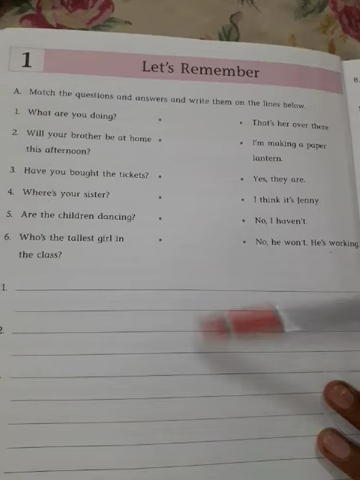 1
Let's Remember
A. Match the questions and answers and write them on the lines below.
1. What are you doing?
• That's her over there
2. Will your brother be at home
this afternoon?
• I'm making a paper
lantern.
3. Have you bought the tickets?
• Yes, they are.
4. Where's your sister?
• I think it's Jenny
5. Are the children dancing?
• No, I haven't
6. Who's the tallest girl in
the class?
• No, he won't. He's working
1.
2.
8.